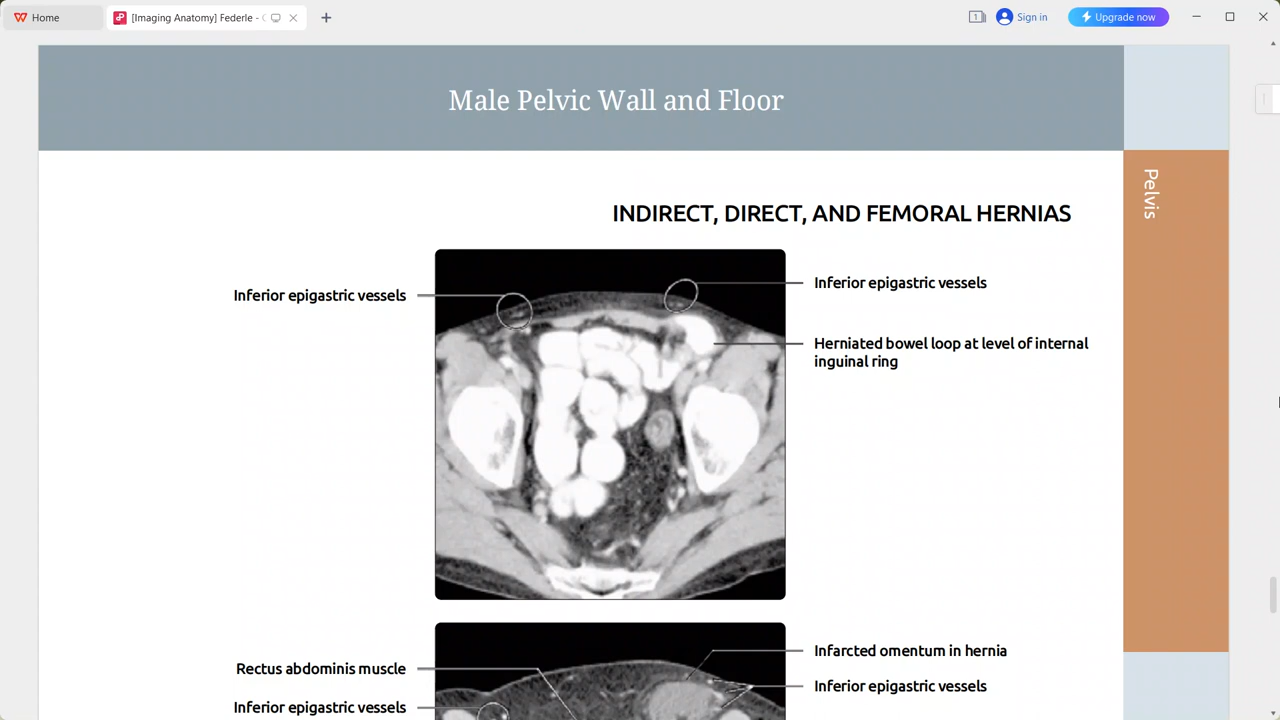 Home
[Imaging Anatomy] Federle -
1
Sign in
Upgrade now
Male Pelvic Wall and Floor
Pelvis
INDIRECT, DIRECT, AND FEMORAL HERNIAS
Inferior epigastric vessels
Inferior epigastric vessels
Herniated bowel loop at level of internal
inguinal ring
Rectus abdominis muscle
Infarcted omentum in hernia
Inferior epigastric vessels
Inferior epigastric vessels